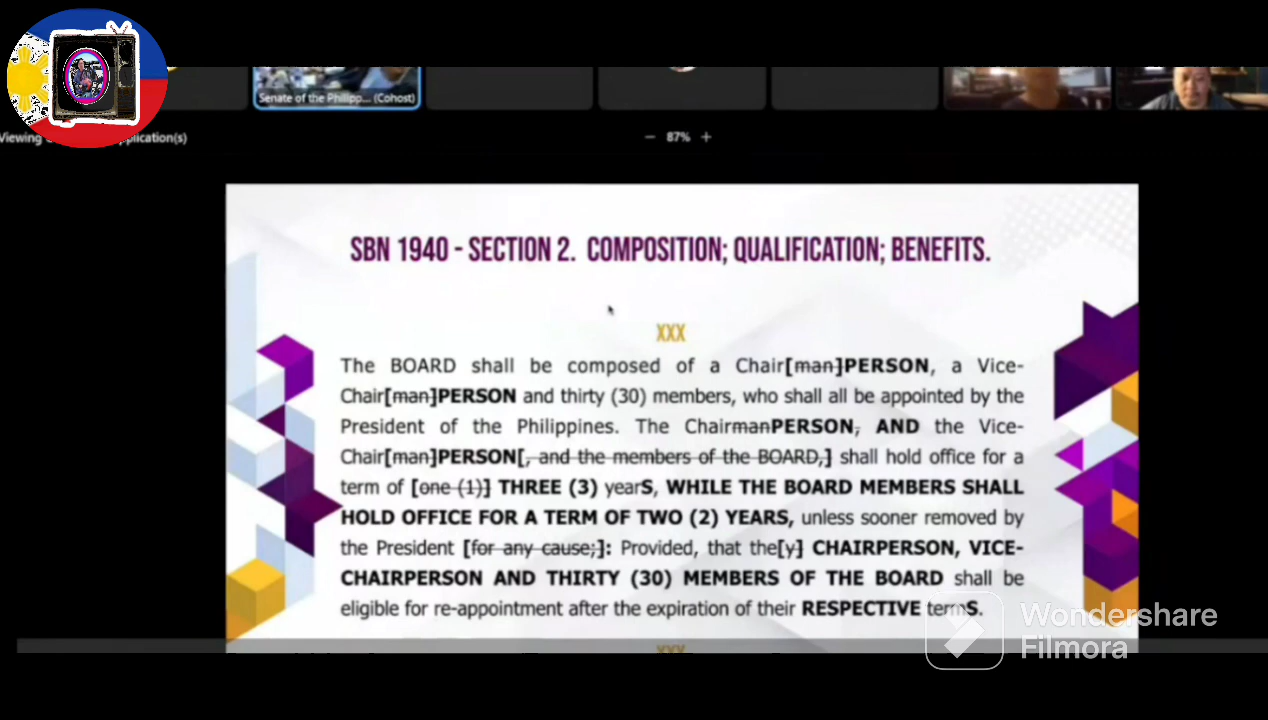 Senate of the Philipp... (Cohost)
Viewing plication(s)
− 87% +
SBN 1940 - SECTION 2. COMPOSITION; QUALIFICATION; BENEFITS.
XXX
The BOARD shall be composed of a Chair[man]PERSON, a Vice-
Chair[man]PERSON and thirty (30) members, who shall all be appointed by the
President of the Philippines. The ChairmanPERSON, AND the Vice-
Chair[man]PERSON[, and the members of the BOARD,] shall hold office for a
term of [one (1)] THREE (3) yearS, WHILE THE BOARD MEMBERS SHALL
HOLD OFFICE FOR A TERM OF TWO (2) YEARS, unless sooner removed by
the President [for any cause;]: Provided, that the[y] CHAIRPERSON, VICE-
CHAIRPERSON AND THIRTY (30) MEMBERS OF THE BOARD shall be
eligible for re-appointment after the expiration of their RESPECTIVE termS.
XXX
Wondershare
Filmora